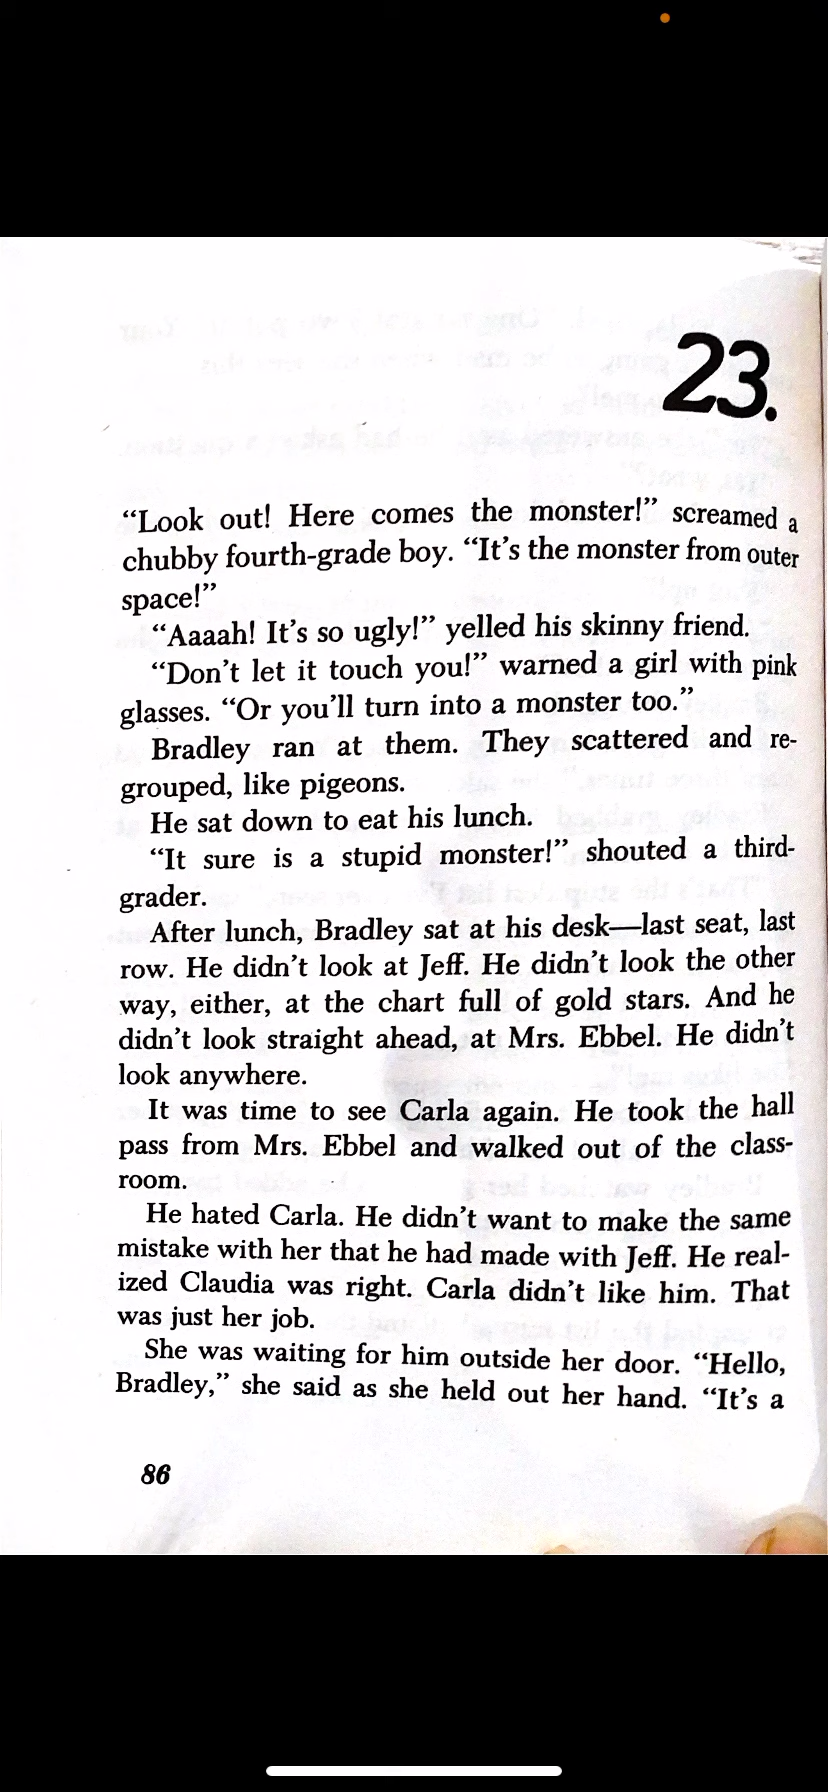 23.
“Look out! Here comes the monster!” screamed a
chubby fourth-grade boy. “It’s the monster from outer
space!”
“Aaaah! It’s so ugly!” yelled his skinny friend.
“Don’t let it touch you!” warned a girl with pink
glasses. “Or you’ll turn into a monster too.”
Bradley ran at them. They scattered and re-
grouped, like pigeons.
He sat down to eat his lunch.
“It sure is a stupid monster!” shouted a third-
grader.
After lunch, Bradley sat at his desk—last seat, last
row. He didn’t look at Jeff. He didn’t look the other
way, either, at the chart full of gold stars. And he
didn’t look straight ahead, at Mrs. Ebbel. He didn’t
look anywhere.
It was time to see Carla again. He took the hall
pass from Mrs. Ebbel and walked out of the class-
room.
He hated Carla. He didn’t want to make the same
mistake with her that he had made with Jeff. He real-
ized Claudia was right. Carla didn’t like him. That
was just her job.
She was waiting for him outside her door. “Hello,
Bradley,” she said as she held out her hand. “It’s a
86